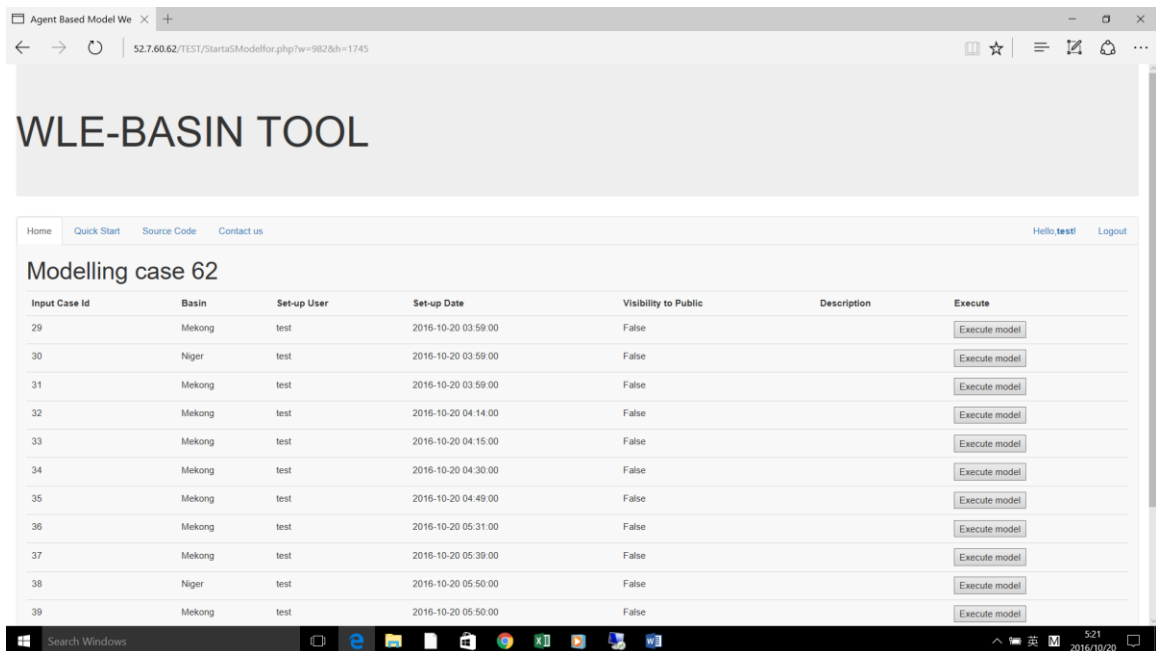 Agent Based Model We
52.7.60.62/TEST/StartaSModelfor.php?w=982&h=1745
WLE-BASIN TOOL
Home Quick Start Source Code Contact us Hello,test! Logout
Modelling case 62
Input Case Id Basin Set-up User Set-up Date Visibility to Public Description Execute
29 Mekong test 2016-10-20 03:59:00 False Execute model
30 Niger test 2016-10-20 03:59:00 False Execute model
31 Mekong test 2016-10-20 03:59:00 False Execute model
32 Mekong test 2016-10-20 04:14:00 False Execute model
33 Mekong test 2016-10-20 04:15:00 False Execute model
34 Mekong test 2016-10-20 04:30:00 False Execute model
35 Mekong test 2016-10-20 04:49:00 False Execute model
36 Mekong test 2016-10-20 05:31:00 False Execute model
37 Mekong test 2016-10-20 05:39:00 False Execute model
38 Niger test 2016-10-20 05:50:00 False Execute model
39 Mekong test 2016-10-20 05:50:00 False Execute model
Search Windows 英 M 5:21
2016/10/20